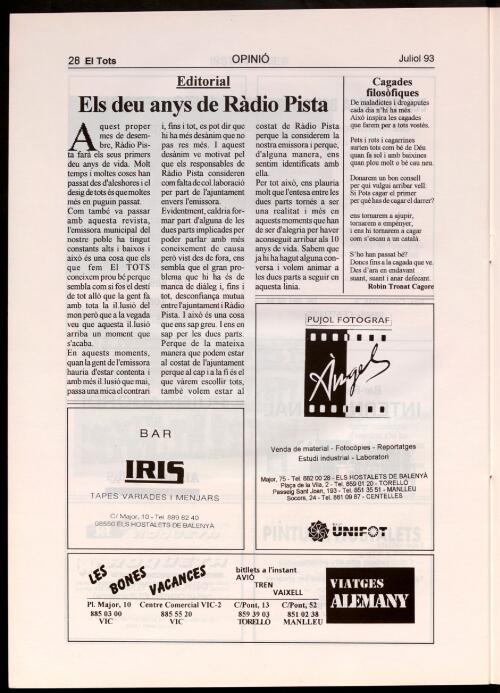 28 El Tots
OPINIÓ
Juliol 93
Editorial
Els deu anys de Ràdio Pista
Aquest proper
mes de desem-
bre, Ràdio Pis-
ta farà els seus primers
deu anys de vida. Molt
temps i moltes coses han
passat des d'aleshores i el
desig de tots és que moltes
més en puguin passar.
Com també va passar
amb aquesta revista,
l'emissora municipal del
nostre poble ha tingut
constants alts i baixos i
això és una cosa que els
que fem El TOTS
coneixem prou bé perque
sembla com si fos el destí
de tot allò que la gent fa
amb tota la il.lusió del
mon però que a la vegada
veu que aquesta il.lusió
arriba un moment que
s'acaba.
En aquests moments,
quan la gent de l'emissora
hauria d'estar contenta i
amb més il.lusió que mai,
passa una mica el contrari
i, fins i tot, es pot dir que
hi ha més desànim que no
pas res més. I aquest
desànim ve motivat pel
que els responsables de
Ràdio Pista consideren
com falta de col.laboració
per part de l'ajuntament
envers l'emissora.
Evidentment, caldria for-
mar part d'alguna de les
dues parts implicades per
poder parlar amb més
coneixement de causa
però vist des de fora, ens
sembla que el gran pro-
blema que hi ha és de
manca de diàleg i, fins i
tot, desconfiança mutua
entre l'ajuntament i Ràdio
Pista. I això és una cosa
que ens sap greu. I ens en
sap per les dues parts.
Perque de la mateixa
manera que podem estar
al costat de l'ajuntament
perque al cap i a la fi és el
que vàrem escollir tots,
també volem estar al
costat de Ràdio Pista
perque la considerem la
nostra emissora i perque,
d'alguna manera, ens
sentim identificats amb
ella.
Per tot això, ens plauria
molt que l'entesa entre les
dues parts tornés a ser
una realitat i més en
aquests moments que han
de ser d'alegria per haver
aconseguit arribar als 10
anys de vida. Sabem que
ja hi ha hagut alguna con-
versa i volem animar a
les dues parts a seguir en
aquesta linia.
Cagades
filosòfiques
De maladictes i drogaputes
cada dia n'hi ha més.
Això inspira les cagades
que farem per a tots vostès.
Pets i rots i cagarrines
surten tots com bé de Déu
quan fa sol i amb baixines
quan plou molt o bé cau neu.
Donarem un bon consell
per qui vulgui arribar vell:
Si Pots cagar el primer
per què has de cagar el darrer?
ens tornarem a ajupir,
tornarem a empènyer,
i ens hi tornarem a cagar
com s'escau a un català.
S'ho han passat bé?
Doncs fins a la cagada que ve.
Des d'ara en endavant
suant, suant i anar defecant.
Robin Tronat Cagore
BAR
IRIS
TAPES VARIADES I MENJARS
C/ Major, 10 - Tel. 889 82 40
08550 ELS HOSTALETS DE BALENYÀ
PUJOL FOTOGRAF
Àngel
Venda de material - Fotocòpies - Reportatges
Estudi industrial - Laboratori
Major, 75 - Tel. 882 00 28 - ELS HOSTALETS DE BALENYÀ
Plaça de la Vila, 2 - Tel. 859 01 20 - TORELLÓ
Passeig Sant Joan, 193 - Tel. 851 35 51 - MANLLEU
Socors, 24 - Tel. 881 09 87 - CENTELLES
UNIFOT
LES
BONES
VACANCES
bitllets a l'instant
AVIÓ
TREN
VAIXELL
VIATGES
ALEMANY
Pl. Major, 10 Centre Comercial VIC-2 C/Pont, 13 C/Pont, 52
885 03 00 885 55 20 859 39 03 851 02 38
VIC VIC TORELLÓ MANLLEU